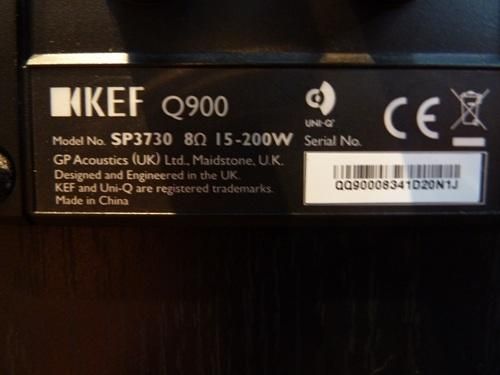 KEF Q900
UNI-Q®
CE
Model No. SP3730 8Ω 15-200W Serial No.
GP Acoustics (UK) Ltd., Maidstone, U.K.
Designed and Engineered in the UK.
KEF and Uni-Q are registered trademarks.
Made in China
QQ90008341D20N1J